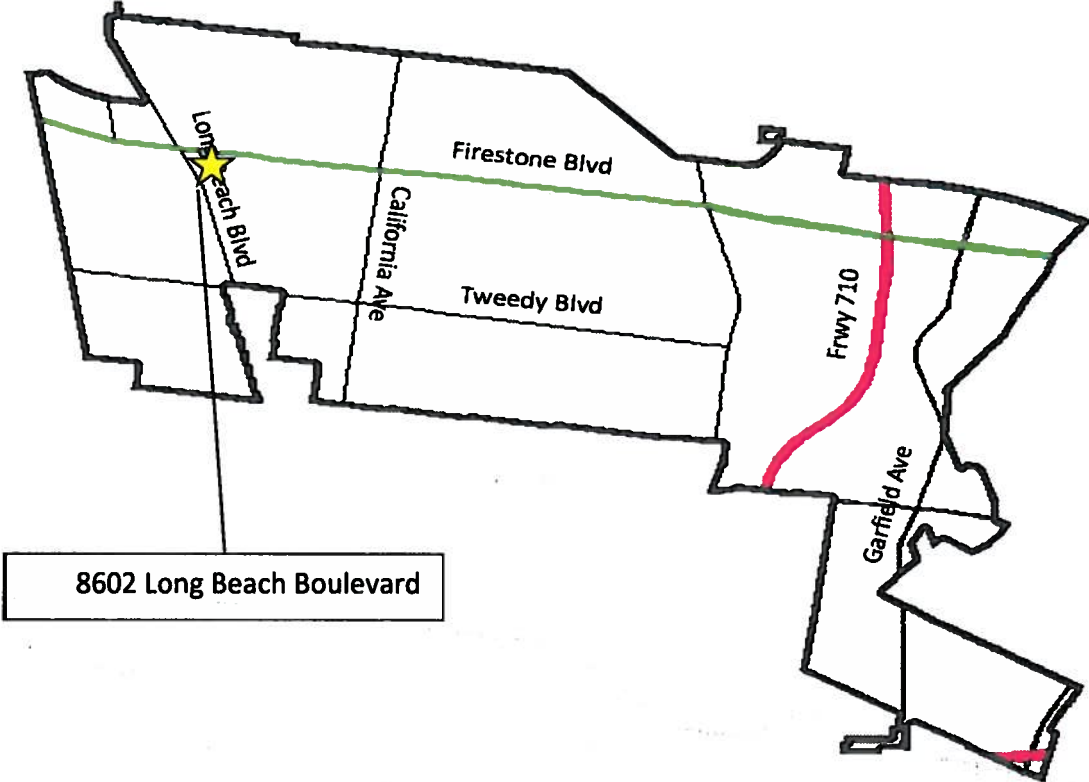 Long Beach Blvd
Firestone Blvd
California Ave
Tweedy Blvd
Frwy 710
Garfield Ave
8602 Long Beach Boulevard